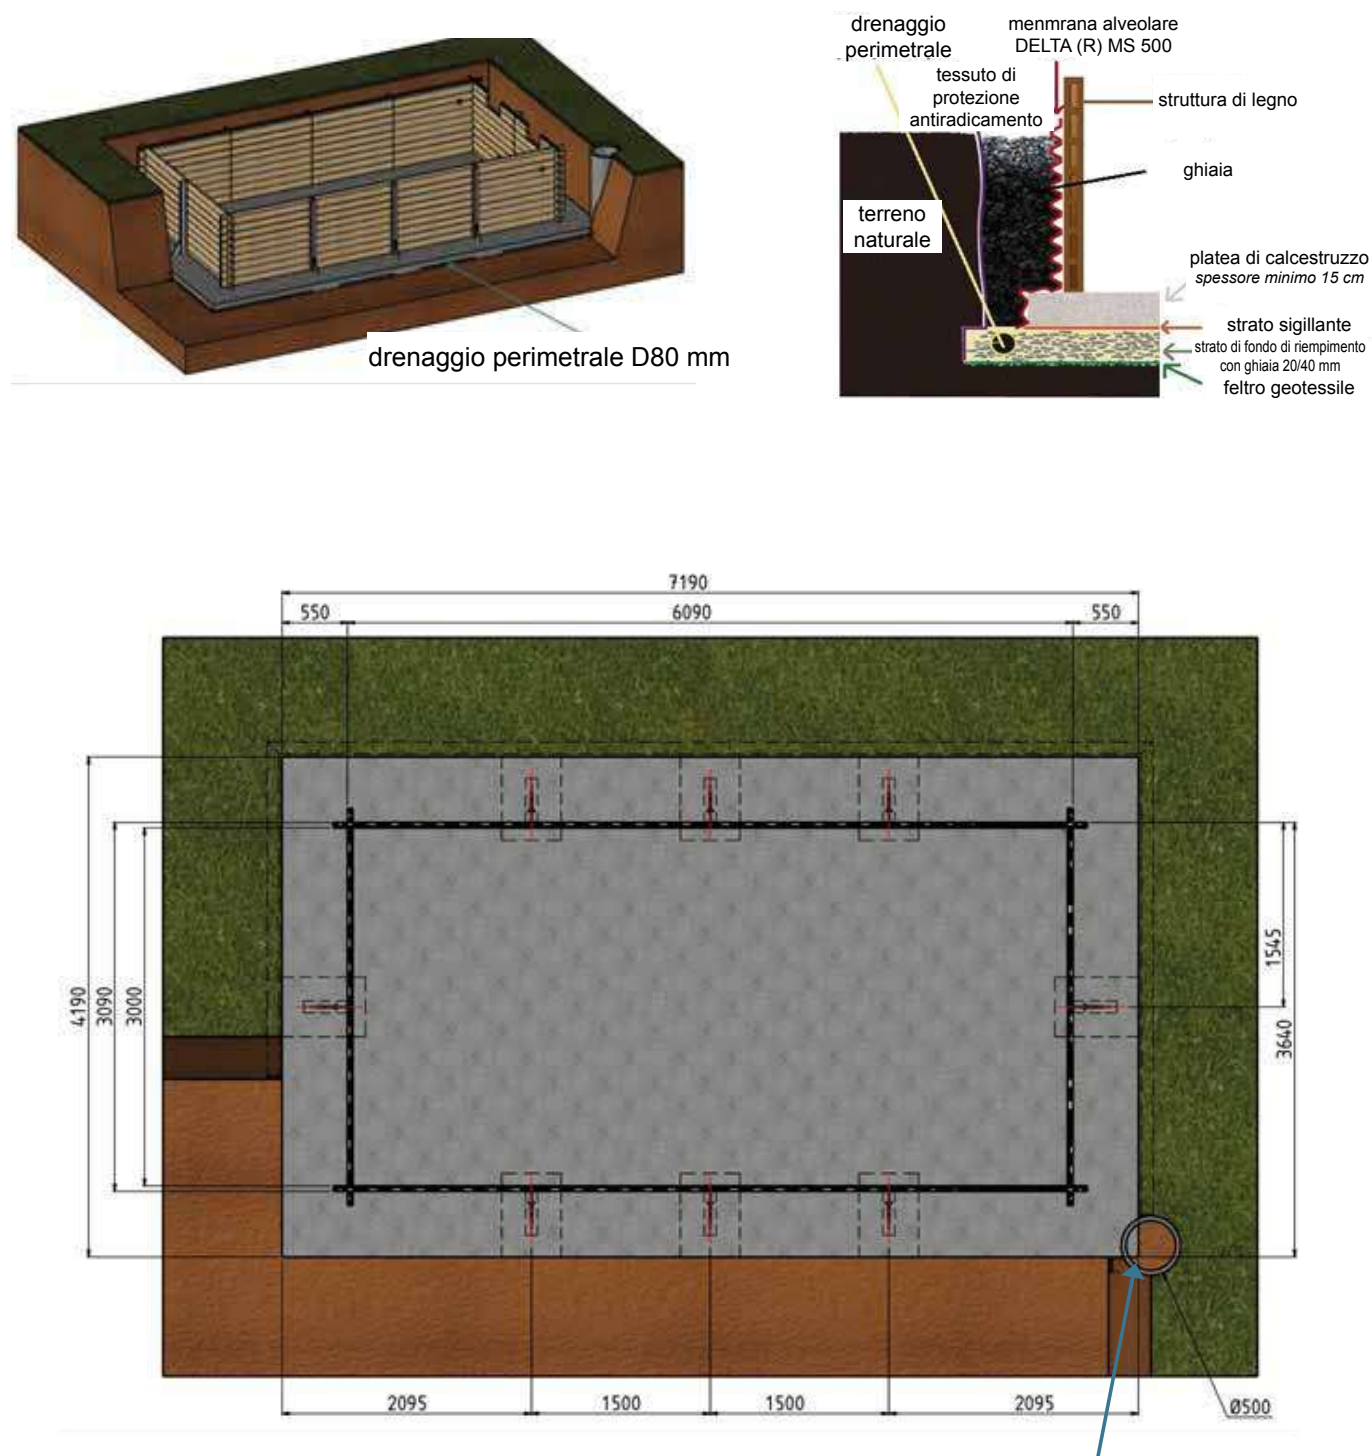 drenaggio
perimetrale
menmrana alveolare
DELTA (R) MS 500
tessuto di
protezione
antiradicamento
struttura di legno
ghiaia
terreno
naturale
platea di calcestruzzo
spessore minimo 15 cm
strato sigillante
strato di fondo di riempimento
con ghiaia 20/40 mm
feltro geotessile
drenaggio perimetrale D80 mm
7190
550
6090
550
4190
3090
3000
1545
3640
2095
1500
1500
2095
Ø500